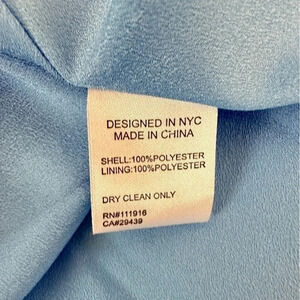 DESIGNED IN NYC
MADE IN CHINA
SHELL:100%POLYESTER
LINING:100%POLYESTER
DRY CLEAN ONLY
RN#111916
CA#29439